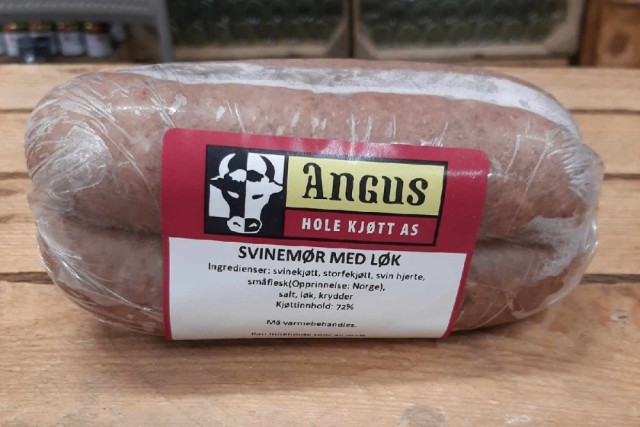 ANGUS
HOLE KJØTT AS
SVINEMØR MED LØK
Ingredienser: svinekjøtt, storfekjøtt, svin hjerte,
småflesk(Opprinnelse: Norge),
salt, løk, krydder
Kjøttinnhold: 72%
Må varmebehandles.